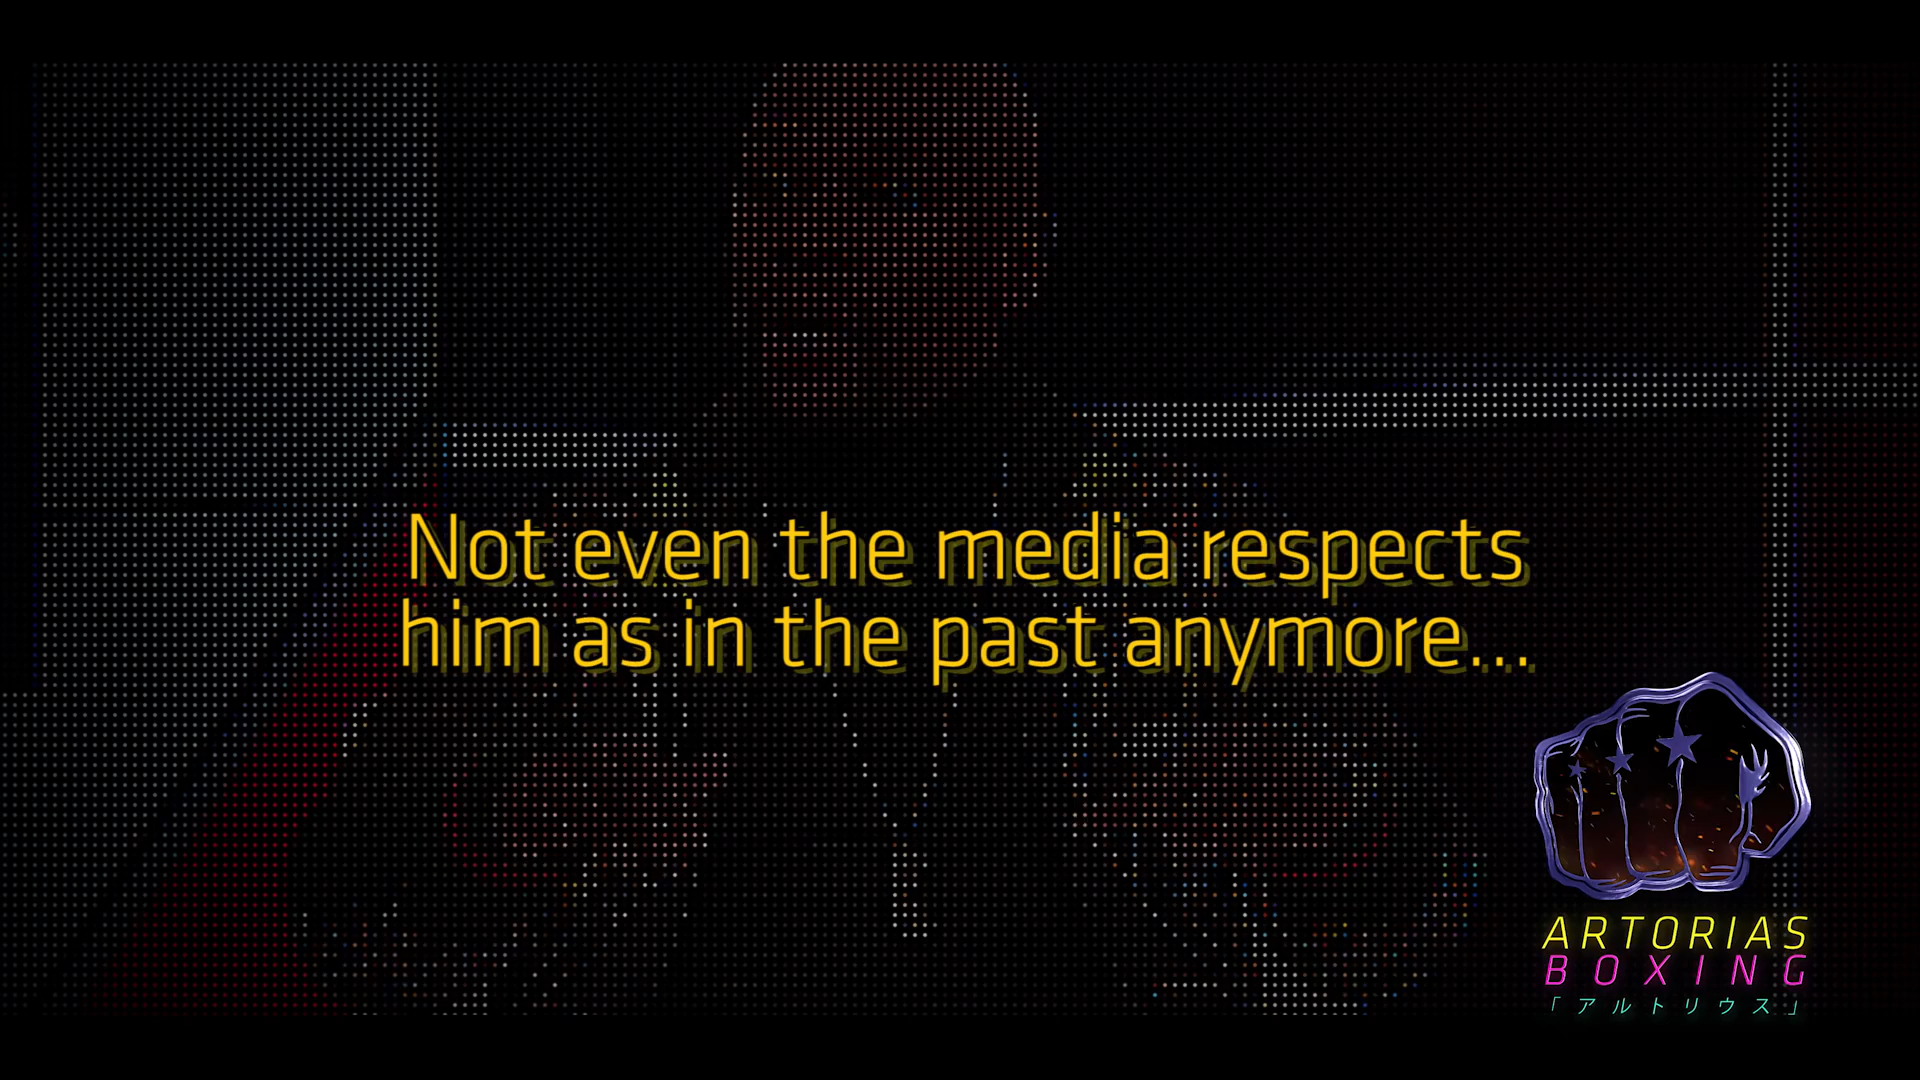 Not even the media respects
him as in the past anymore...
ARTORIAS
BOXING
「アルトリウス」